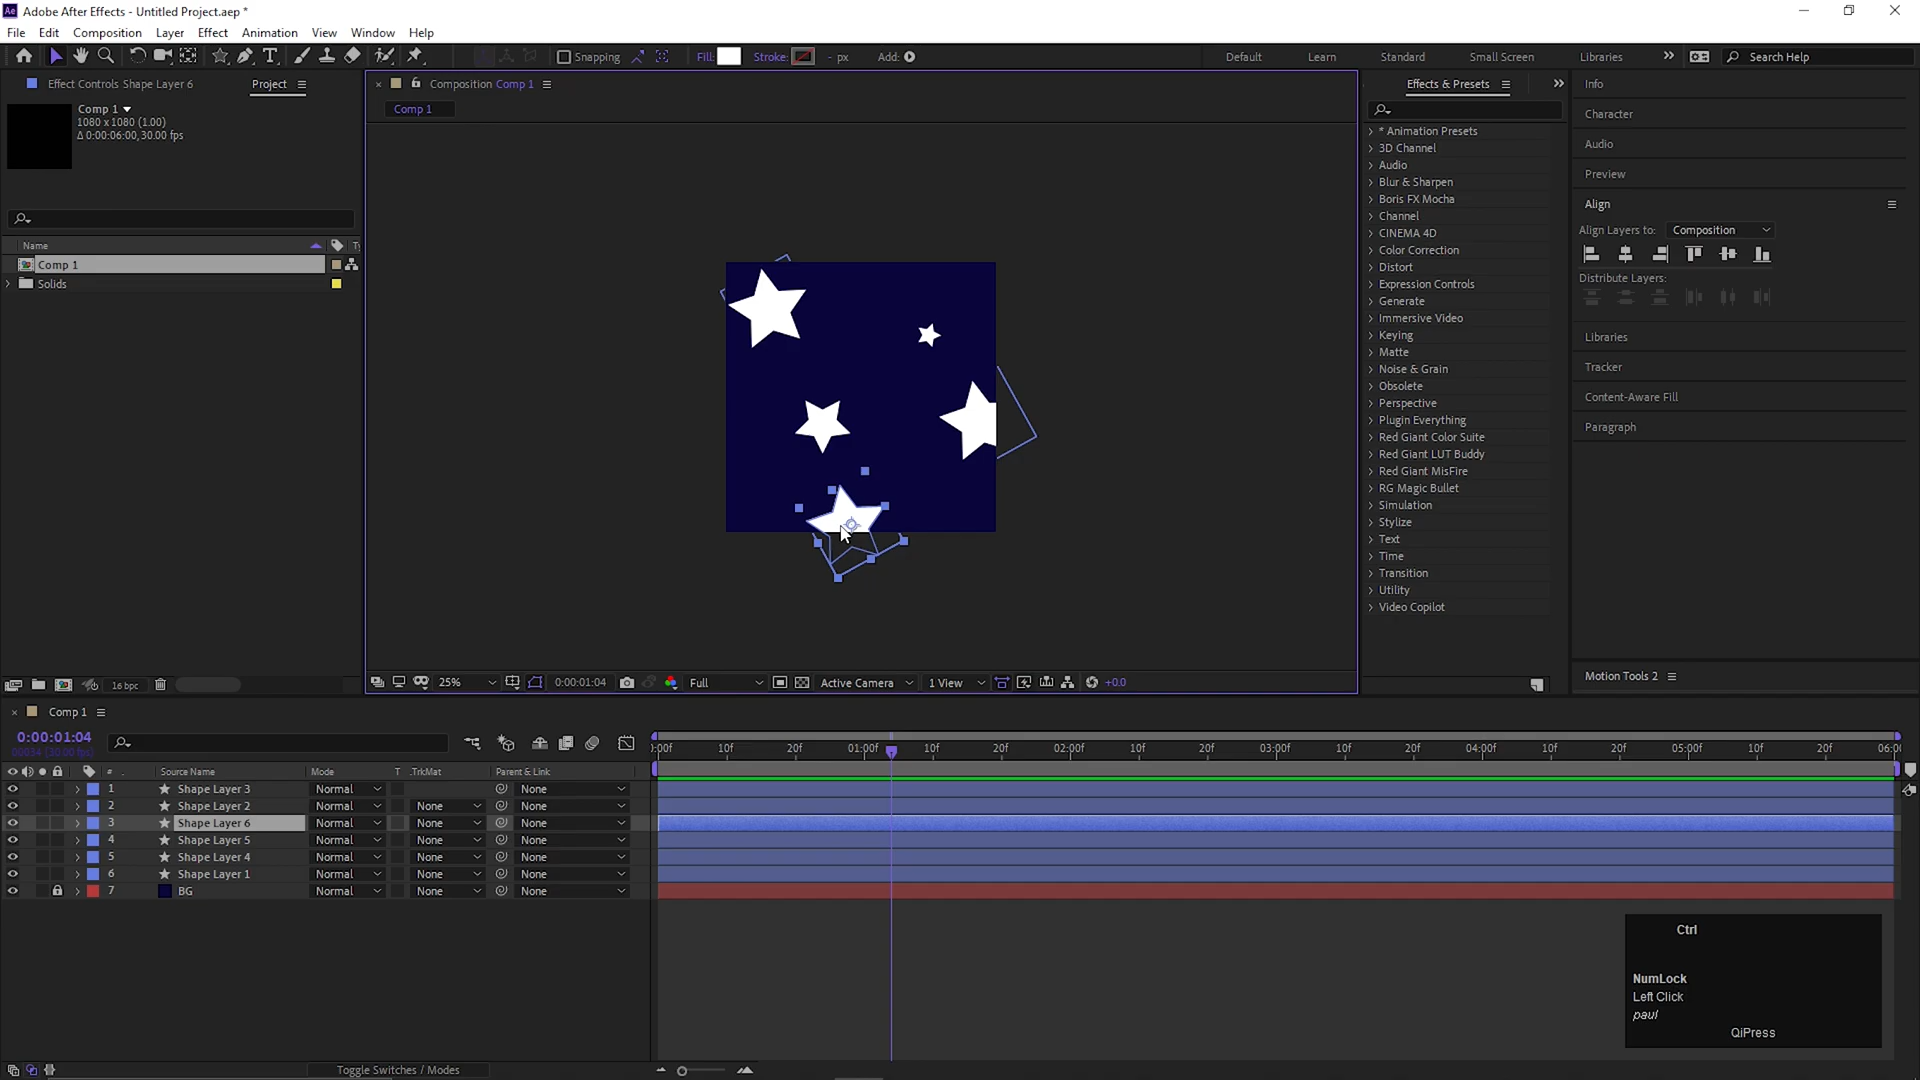 Ae Adobe After Effects - Untitled Project.aep *
File Edit Composition Layer Effect Animation View Window Help
Snapping Fill: Stroke: - px Add: Default Learn Standard Small Screen Libraries Search Help
Effect Controls Shape Layer 6 Project
Comp 1
1080 x 1080 (1.00)
Δ 0:00:06:00, 30.00 fps
Name
Comp 1
Solids
16 bpc
Composition Comp 1
Comp 1
25% 0:00:01:04 Full Active Camera 1 View +0.0
Effects & Presets
* Animation Presets
3D Channel
Audio
Blur & Sharpen
Boris FX Mocha
Channel
CINEMA 4D
Color Correction
Distort
Expression Controls
Generate
Immersive Video
Keying
Matte
Noise & Grain
Obsolete
Perspective
Plugin Everything
Red Giant Color Suite
Red Giant LUT Buddy
Red Giant MisFire
RG Magic Bullet
Simulation
Stylize
Text
Time
Transition
Utility
Video Copilot
Info
Character
Audio
Preview
Align
Align Layers to: Composition
Distribute Layers:
Libraries
Tracker
Content-Aware Fill
Paragraph
Motion Tools 2
Comp 1
0:00:01:04
00034 (30.00 fps)
:00f 10f 20f 01:00f 10f 20f 02:00f 10f 20f 03:00f 10f 20f 04:00f 10f 20f 05:00f 10f 20f 06:0
# Source Name Mode T .TrkMat Parent & Link
1 Shape Layer 3 Normal None
2 Shape Layer 2 Normal None None
3 Shape Layer 6 Normal None None
4 Shape Layer 5 Normal None None
5 Shape Layer 4 Normal None None
6 Shape Layer 1 Normal None None
7 BG Normal None None
Toggle Switches / Modes
Ctrl
NumLock
Left Click
paul
QiPress